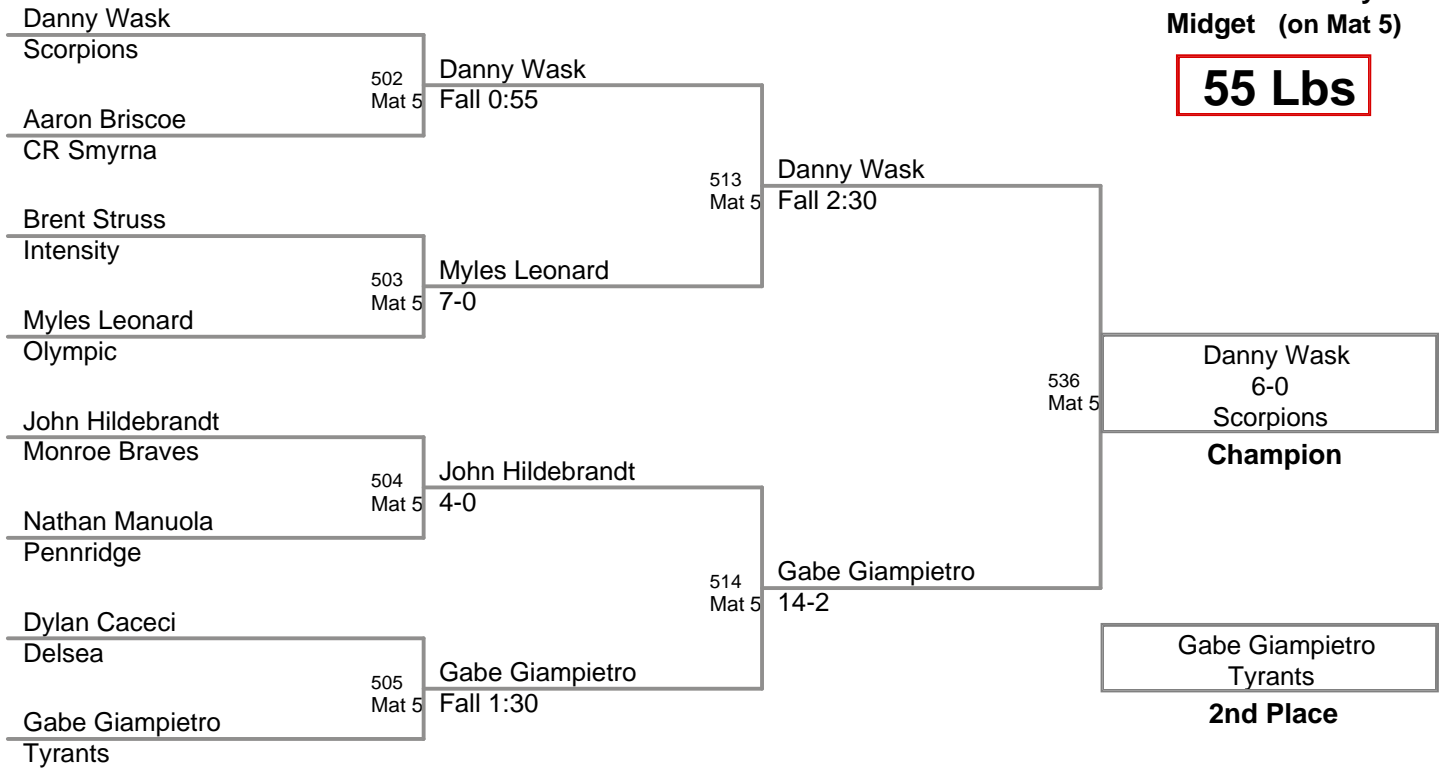 Midget (on Mat 5)
55 Lbs
Danny Wask
Scorpions
Aaron Briscoe
CR Smyrna
Brent Struss
Intensity
Myles Leonard
Olympic
John Hildebrandt
Monroe Braves
Nathan Manuola
Pennridge
Dylan Caceci
Delsea
Gabe Giampietro
Tyrants
502
Mat 5
Danny Wask
Fall 0:55
503
Mat 5
Myles Leonard
7-0
504
Mat 5
John Hildebrandt
4-0
505
Mat 5
Gabe Giampietro
Fall 1:30
513
Mat 5
Danny Wask
Fall 2:30
514
Mat 5
Gabe Giampietro
14-2
536
Mat 5
Danny Wask
6-0
Scorpions
Champion
Gabe Giampietro
Tyrants
2nd Place